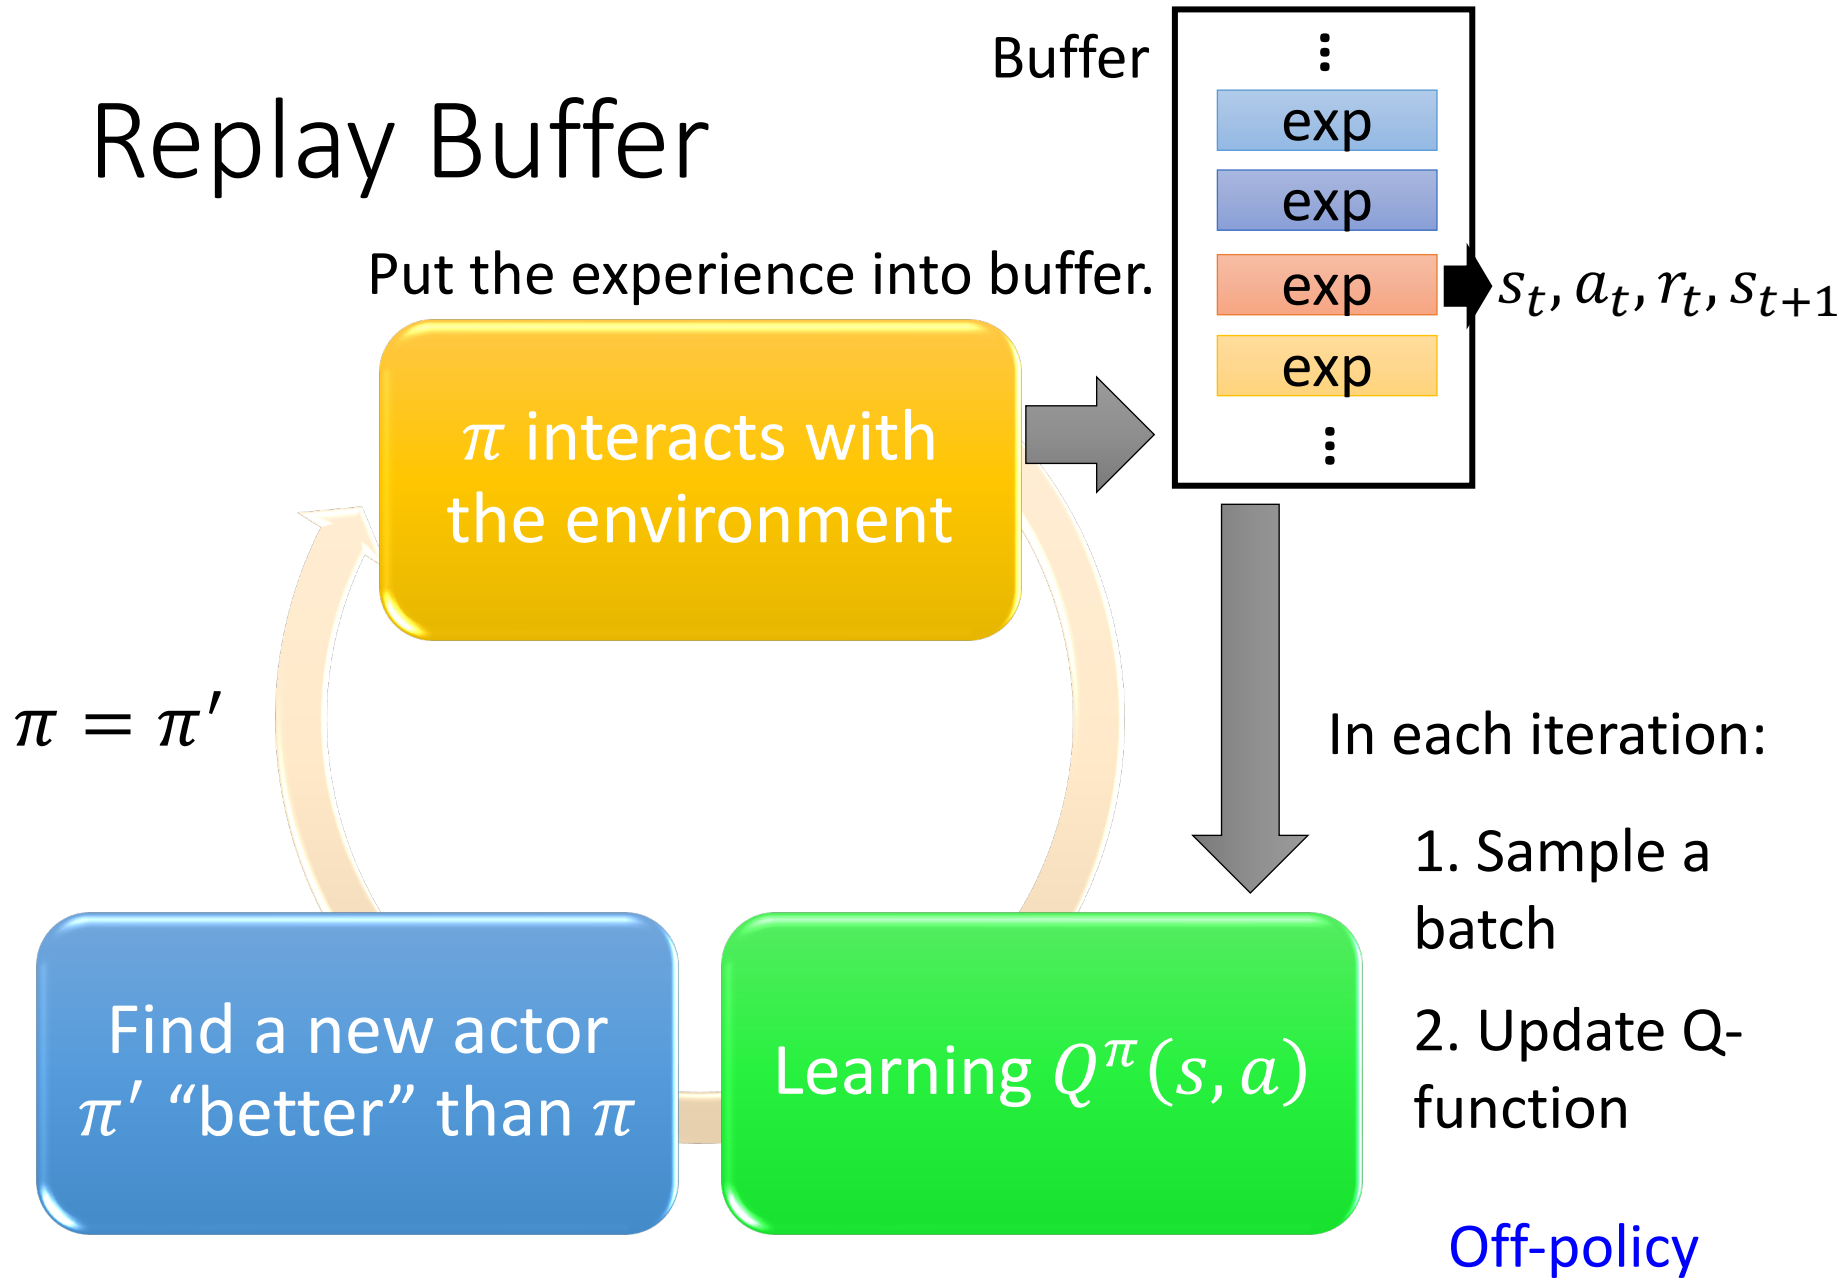 Replay Buffer
Buffer
⋮
exp
exp
exp
exp
⋮
Put the experience into buffer.
s_t, a_t, r_t, s_{t+1}
π interacts with
the environment
π = π′
In each iteration:
1. Sample a
batch
2. Update Q-
function
Find a new actor
π′ “better” than π
Learning Q^π(s, a)
Off-policy